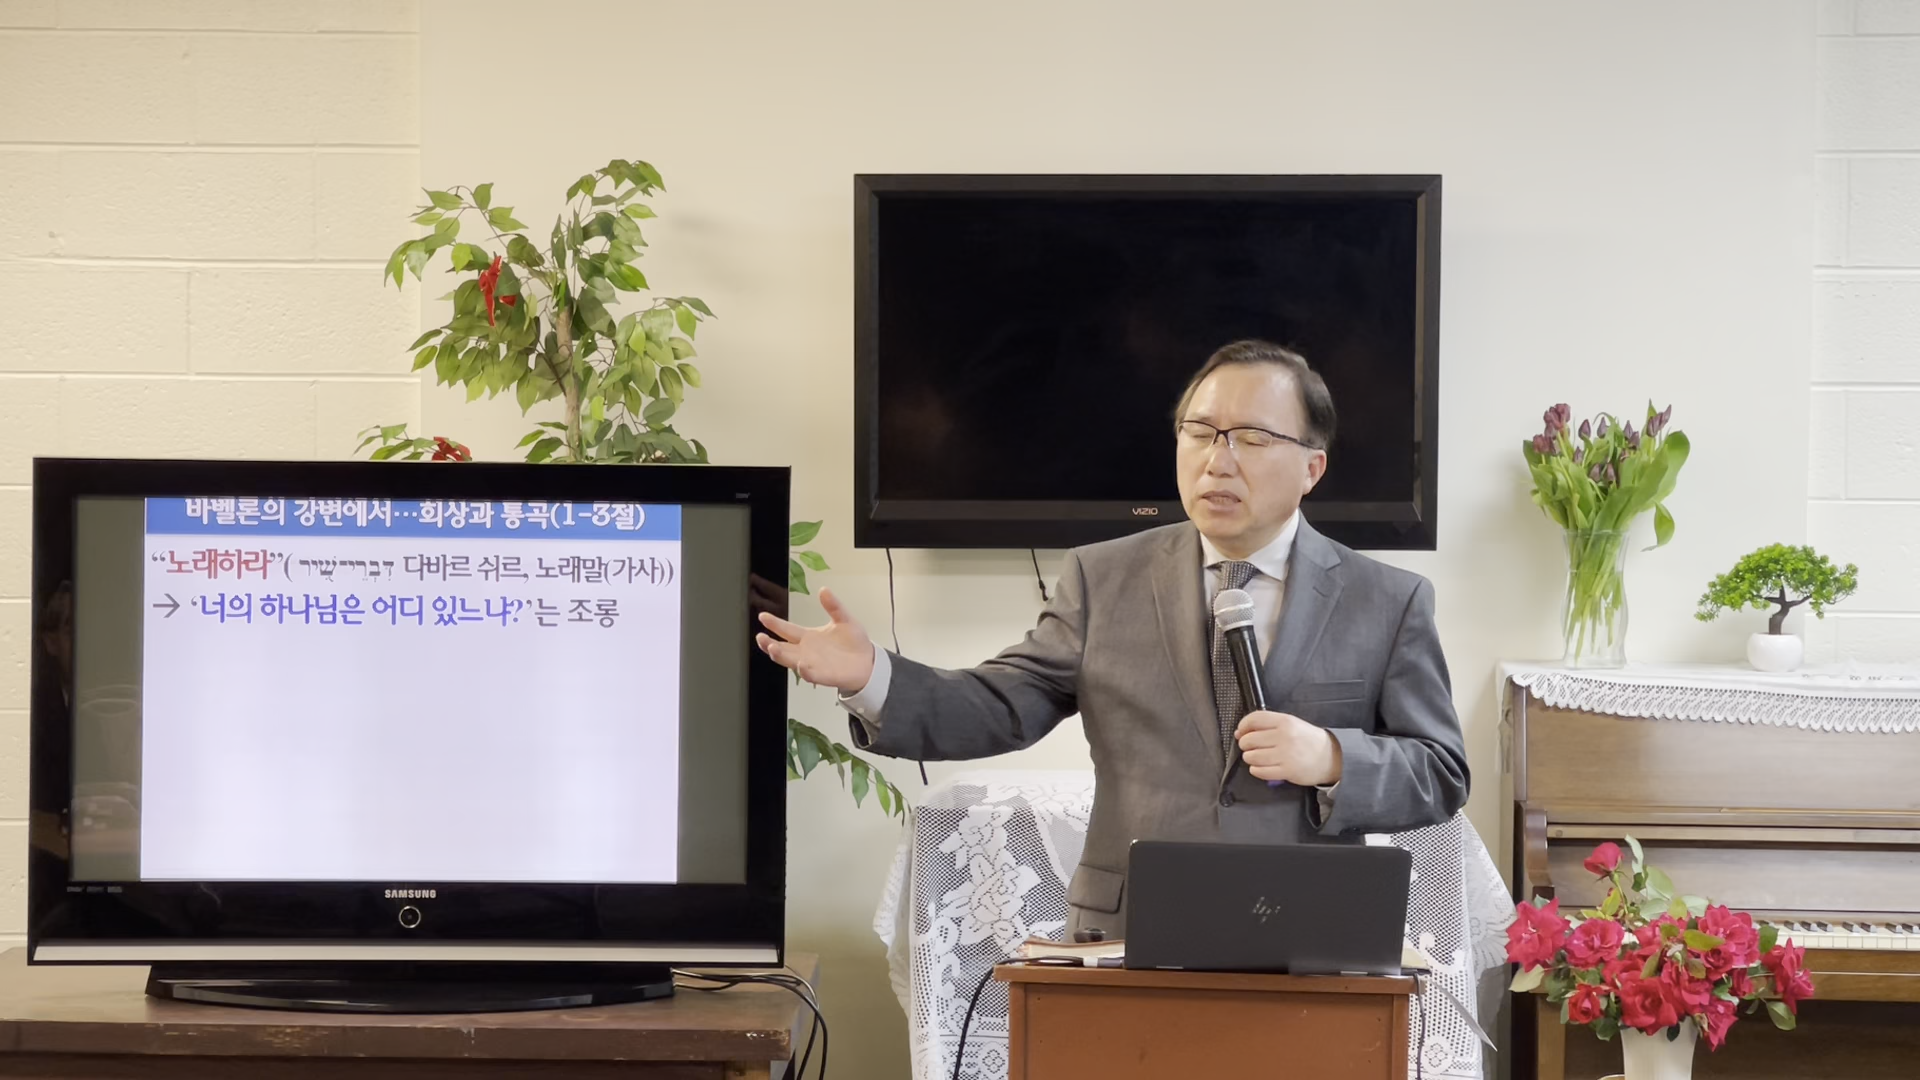 바벨론의 강변에서…회상과 통곡(1-3절)
“노래하라”(דִּבְרֵי־שִׁיר 다바르 쉬르, 노래말(가사))
→ ‘너의 하나님은 어디 있느냐?’는 조롱
SAMSUNG
VIZIO
hp